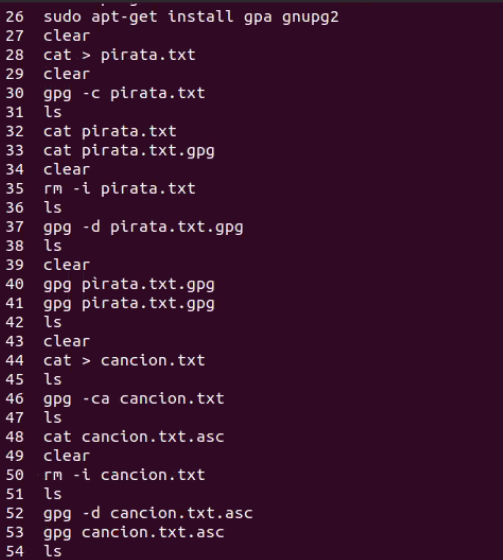 26 sudo apt-get install gpa gnupg2
27 clear
28 cat > pirata.txt
29 clear
30 gpg -c pirata.txt
31 ls
32 cat pirata.txt
33 cat pirata.txt.gpg
34 clear
35 rm -i pirata.txt
36 ls
37 gpg -d pirata.txt.gpg
38 ls
39 clear
40 gpg pirata.txt.gpg
41 gpg pirata.txt.gpg
42 ls
43 clear
44 cat > cancion.txt
45 ls
46 gpg -ca cancion.txt
47 ls
48 cat cancion.txt.asc
49 clear
50 rm -i cancion.txt
51 ls
52 gpg -d cancion.txt.asc
53 gpg cancion.txt.asc
54 ls